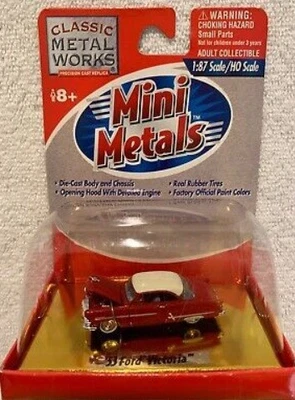 CLASSIC
METAL
WORKS
PRECISION CAST REPLICA
8+
⚠ WARNING:
CHOKING HAZARD
Small Parts
Not for children under 3 years
ADULT COLLECTIBLE
1:87 Scale/HO Scale
Mini
Metals™
• Die-Cast Body and Chassis
• Opening Hood With Detailed Engine
• Real Rubber Tires
• Factory Official Paint Colors
'53 Ford Victoria™